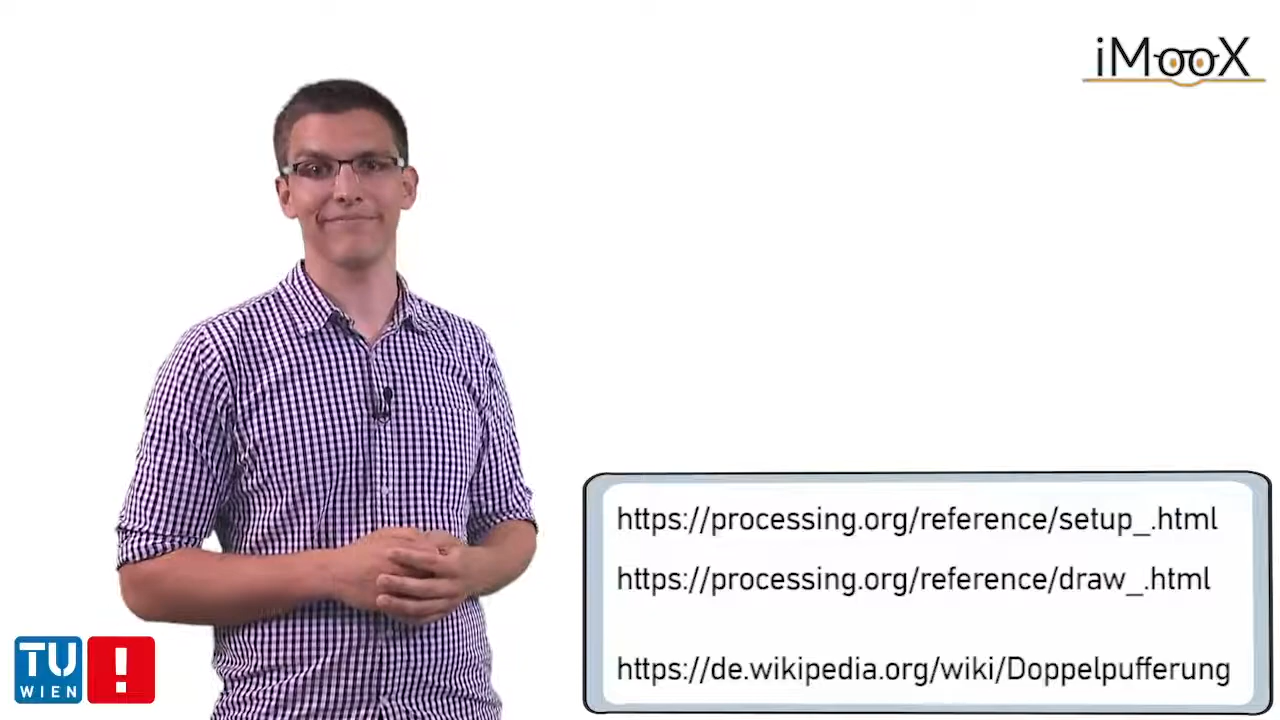 iMooX
https://processing.org/reference/setup_.html
https://processing.org/reference/draw_.html
https://de.wikipedia.org/wiki/Doppelpufferung
TU
WIEN
!